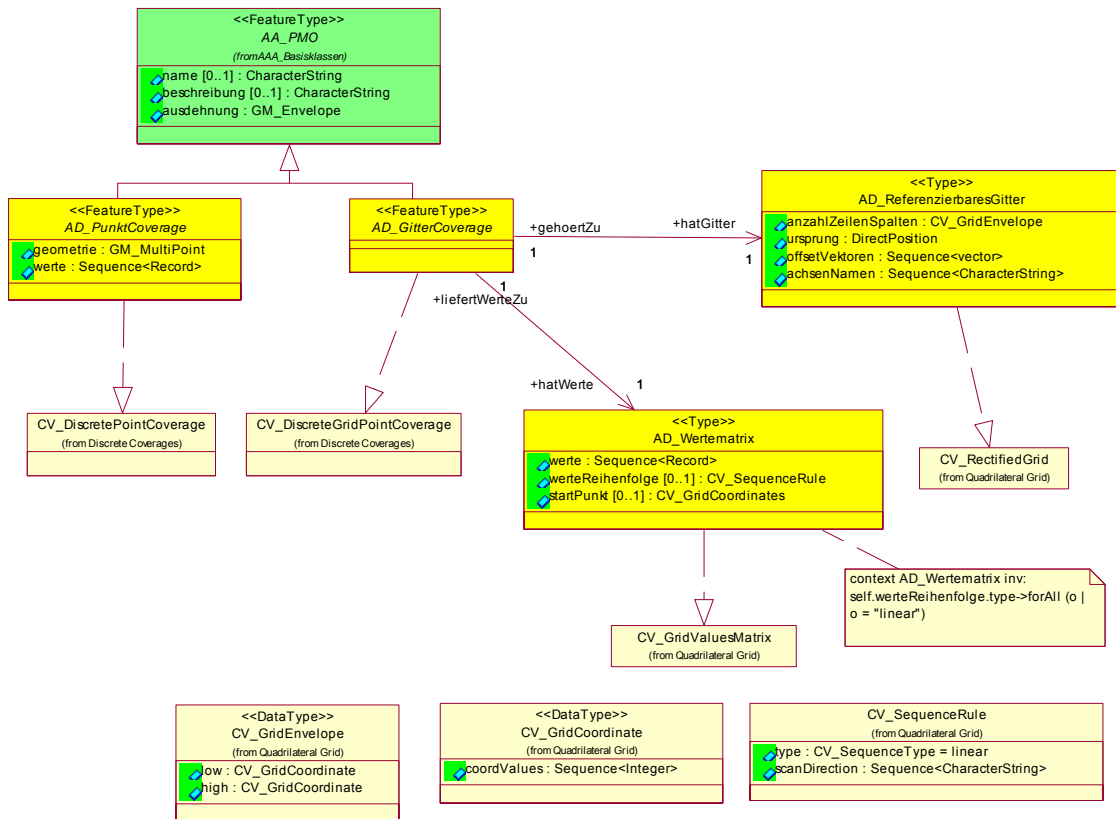 <<FeatureType>>
AA_PMO
(fromAAA_Basisklassen)
name [0..1] : CharacterString
beschreibung [0..1] : CharacterString
ausdehnung : GM_Envelope
<<FeatureType>>
AD_PunktCoverage
geometrie : GM_MultiPoint
werte : Sequence<Record>
<<FeatureType>>
AD_GitterCoverage
+gehoertZu
+hatGitter
1
1
<<Type>>
AD_ReferenzierbaresGitter
anzahlZeilenSpalten : CV_GridEnvelope
ursprung : DirectPosition
offsetVektoren : Sequence<vector>
achsenNamen : Sequence<CharacterString>
1
+liefertWerteZu
+hatWerte
1
CV_DiscretePointCoverage
(from Discrete Coverages)
CV_DiscreteGridPointCoverage
(from Discrete Coverages)
<<Type>>
AD_Wertematrix
werte : Sequence<Record>
werteReihenfolge [0..1] : CV_SequenceRule
startPunkt [0..1] : CV_GridCoordinates
CV_RectifiedGrid
(from Quadrilateral Grid)
context AD_Wertematrix inv:
self.werteReihenfolge.type->forAll (o |
o = "linear")
CV_GridValuesMatrix
(from Quadrilateral Grid)
<<DataType>>
CV_GridEnvelope
(from Quadrilateral Grid)
low : CV_GridCoordinate
high : CV_GridCoordinate
<<DataType>>
CV_GridCoordinate
(from Quadrilateral Grid)
coordValues : Sequence<Integer>
CV_SequenceRule
(from Quadrilateral Grid)
type : CV_SequenceType = linear
scanDirection : Sequence<CharacterString>